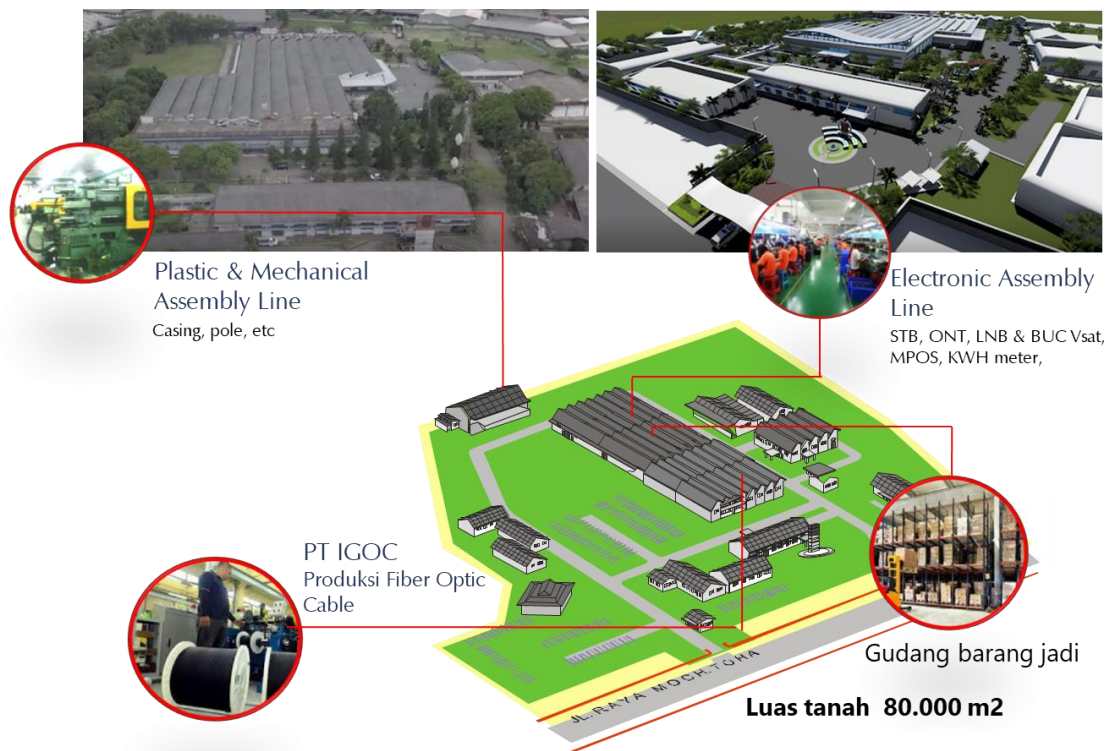 Plastic & Mechanical
Assembly Line
Casing, pole, etc
Electronic Assembly
Line
STB, ONT, LNB & BUC Vsat,
MPOS, KWH meter,
PT IGOC
Produksi Fiber Optic
Cable
Gudang barang jadi
JL. RAYA MOCH.TOHA
Luas tanah 80.000 m2